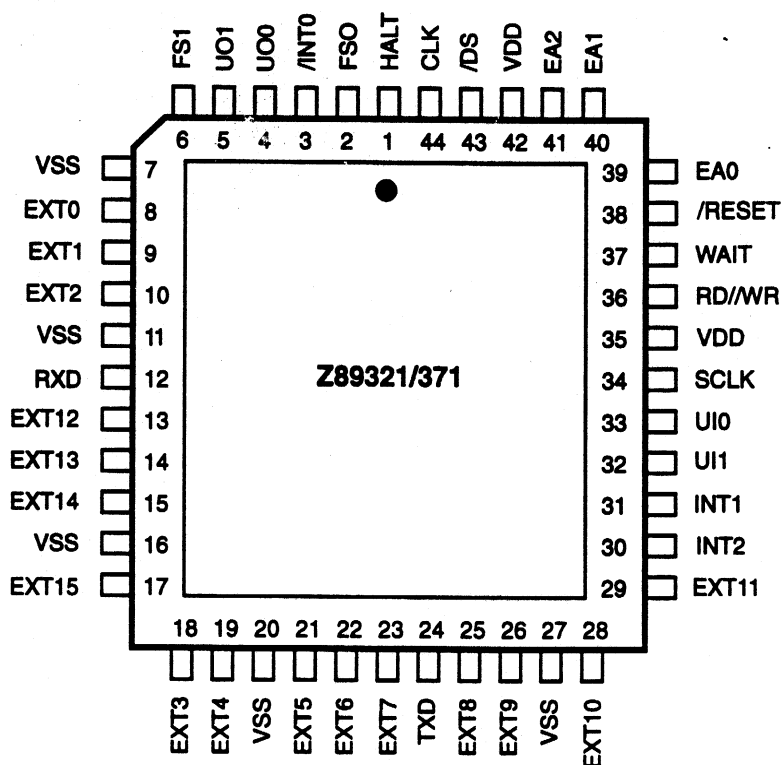 FS1 UO1 UO0 /INT0 FSO HALT CLK /DS VDD EA2 EA1
6 5 4 3 2 1 44 43 42 41 40
VSS 7 39 EA0
EXT0 8 38 /RESET
EXT1 9 37 WAIT
EXT2 10 36 RD//WR
VSS 11 35 VDD
RXD 12 Z89321/371 34 SCLK
EXT12 13 33 UI0
EXT13 14 32 UI1
EXT14 15 31 INT1
VSS 16 30 INT2
EXT15 17 29 EXT11
18 19 20 21 22 23 24 25 26 27 28
EXT3 EXT4 VSS EXT5 EXT6 EXT7 TXD EXT8 EXT9 VSS EXT10